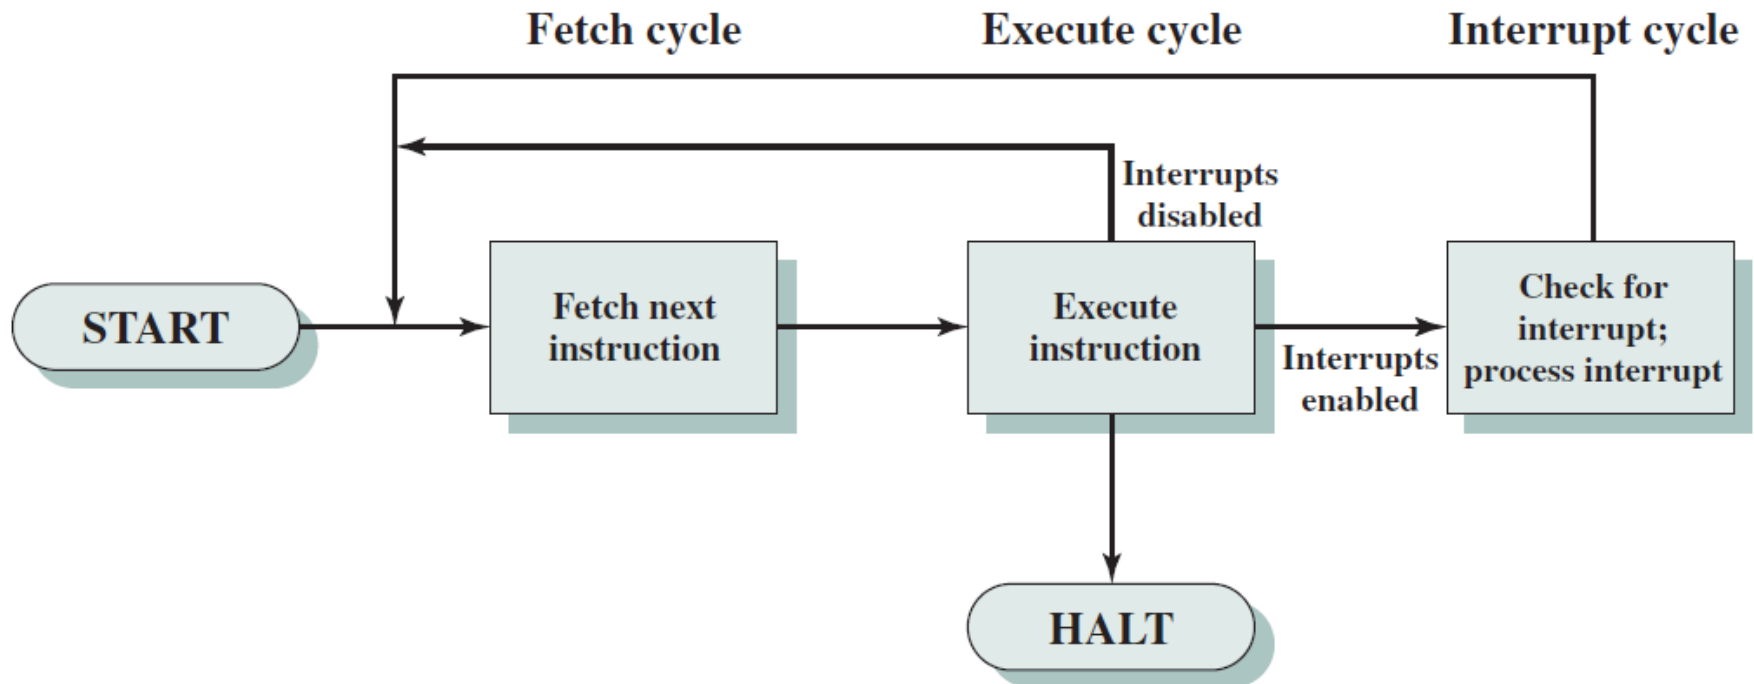 Fetch cycle
Execute cycle
Interrupt cycle
Interrupts
disabled
START
Fetch next
instruction
Execute
instruction
Interrupts
enabled
Check for
interrupt;
process interrupt
HALT